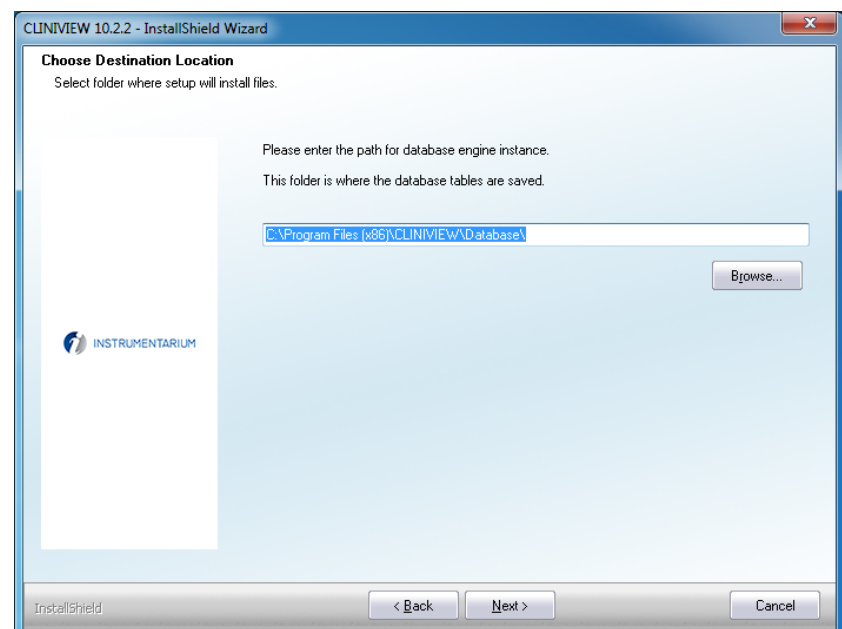 CLINIVIEW 10.2.2 - InstallShield Wizard
Choose Destination Location
Select folder where setup will install files.
Please enter the path for database engine instance.
This folder is where the database tables are saved.
C:\Program Files (x86)\CLINIVIEW\Database\
Browse...
INSTRUMENTARIUM
InstallShield
< Back
Next >
Cancel